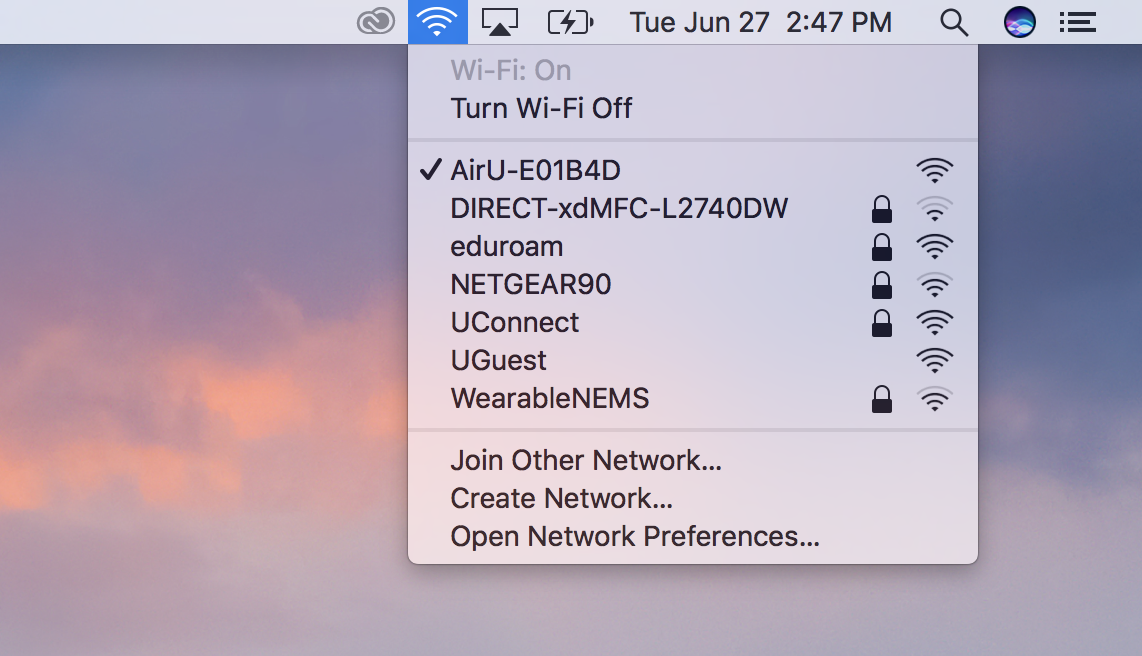 Tue Jun 27 2:47 PM
Wi-Fi: On
Turn Wi-Fi Off
✓ AirU-E01B4D
DIRECT-xdMFC-L2740DW
eduroam
NETGEAR90
UConnect
UGuest
WearableNEMS
Join Other Network...
Create Network...
Open Network Preferences...